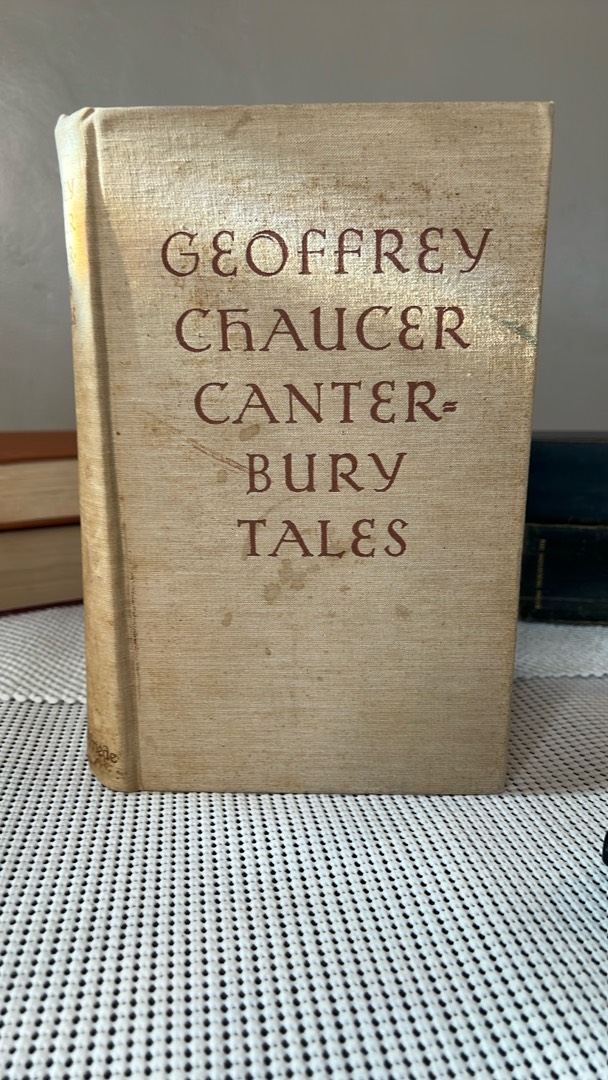 GEOFFREY
CHAUCER
CANTER=
BURY
TALES